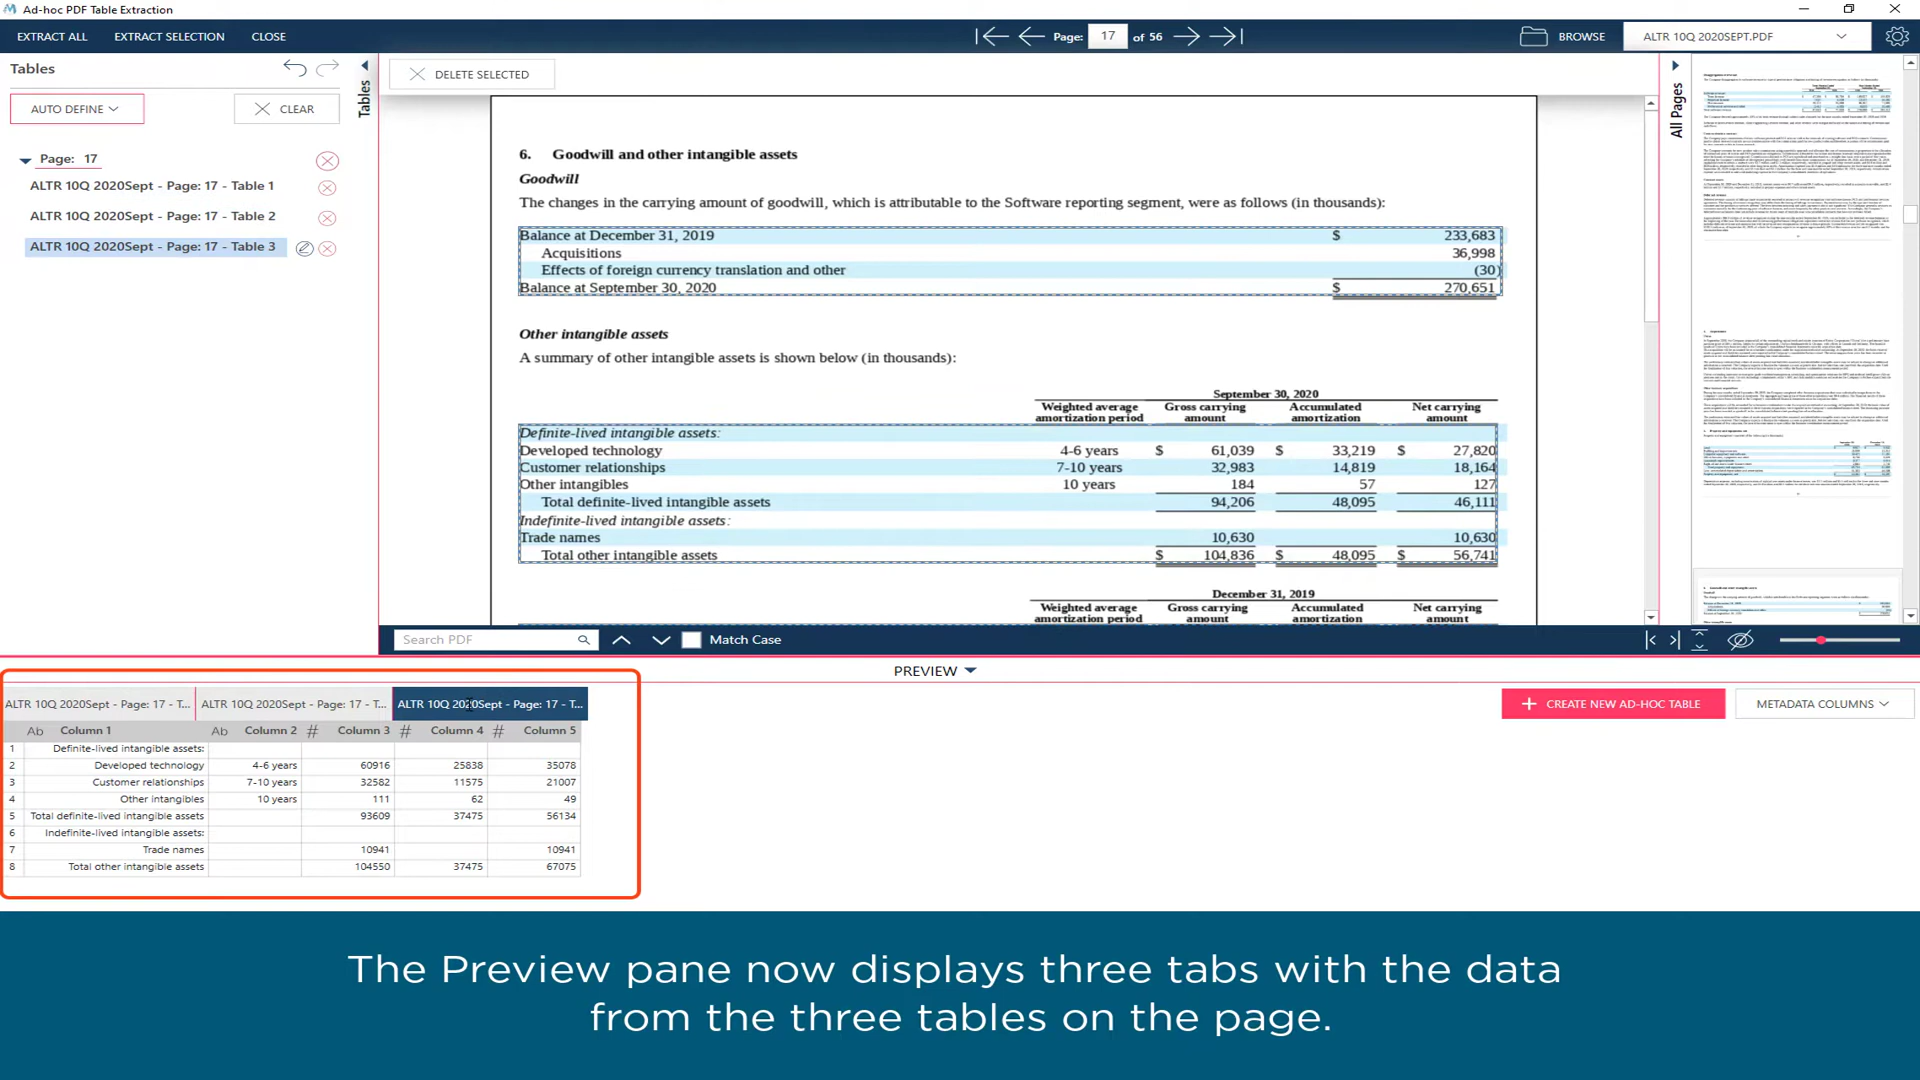 Ad-hoc PDF Table Extraction
EXTRACT ALL EXTRACT SELECTION CLOSE
Page: 17 of 56
BROWSE
ALTR 10Q 2020SEPT.PDF
Tables
AUTO DEFINE
CLEAR
Page: 17
ALTR 10Q 2020Sept - Page: 17 - Table 1
ALTR 10Q 2020Sept - Page: 17 - Table 2
ALTR 10Q 2020Sept - Page: 17 - Table 3
Tables
DELETE SELECTED
All Pages
6. Goodwill and other intangible assets
Goodwill
The changes in the carrying amount of goodwill, which is attributable to the Software reporting segment, were as follows (in thousands):
Balance at December 31, 2019 $ 233,683
Acquisitions 36,998
Effects of foreign currency translation and other (30)
Balance at September 30, 2020 $ 270,651
Other intangible assets
A summary of other intangible assets is shown below (in thousands):
September 30, 2020
Weighted average Gross carrying Accumulated Net carrying
amortization period amount amortization amount
Definite-lived intangible assets:
Developed technology 4-6 years $ 61,039 $ 33,219 $ 27,820
Customer relationships 7-10 years 32,983 14,819 18,164
Other intangibles 10 years 184 57 127
Total definite-lived intangible assets 94,206 48,095 46,111
Indefinite-lived intangible assets:
Trade names 10,630 10,630
Total other intangible assets $ 104,836 $ 48,095 $ 56,741
December 31, 2019
Weighted average Gross carrying Accumulated Net carrying
amortization period amount amortization amount
Search PDF
Match Case
PREVIEW
ALTR 10Q 2020Sept - Page: 17 - T... ALTR 10Q 2020Sept - Page: 17 - T... ALTR 10Q 2020Sept - Page: 17 - T...
CREATE NEW AD-HOC TABLE
METADATA COLUMNS
Ab Column 1 Ab Column 2 # Column 3 # Column 4 # Column 5
1 Definite-lived intangible assets:
2 Developed technology 4-6 years 60916 25838 35078
3 Customer relationships 7-10 years 32582 11575 21007
4 Other intangibles 10 years 111 62 49
5 Total definite-lived intangible assets 93609 37475 56134
6 Indefinite-lived intangible assets:
7 Trade names 10941 10941
8 Total other intangible assets 104550 37475 67075
The Preview pane now displays three tabs with the data
from the three tables on the page.